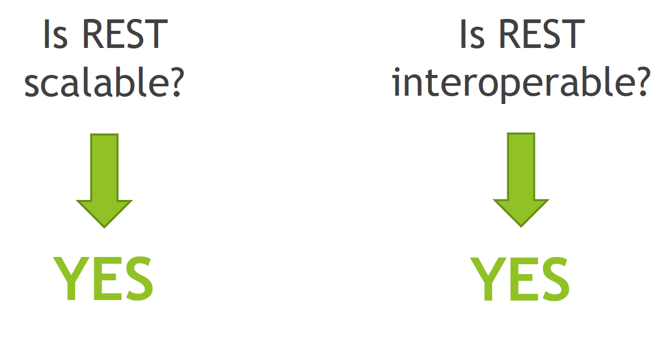 Is REST
scalable?
YES
Is REST
interoperable?
YES